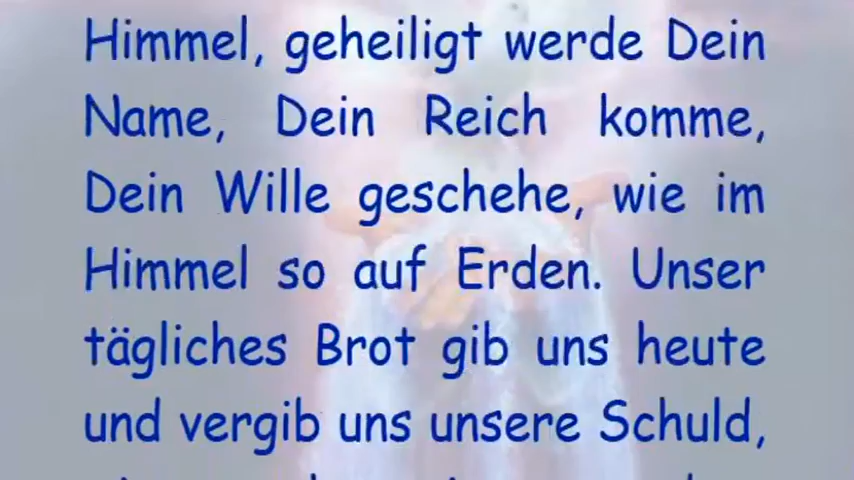 Himmel, geheiligt werde Dein
Name, Dein Reich komme,
Dein Wille geschehe, wie im
Himmel so auf Erden. Unser
tägliches Brot gib uns heute
und vergib uns unsere Schuld,